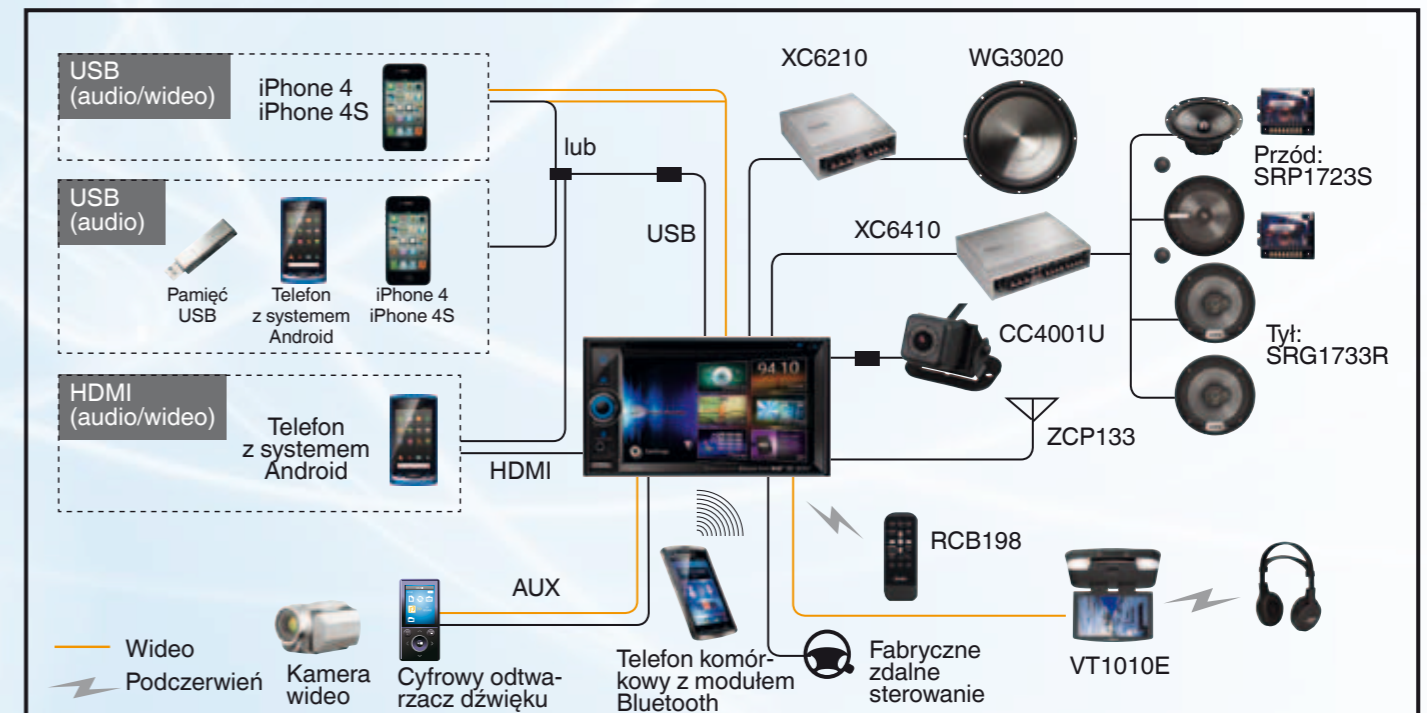 USB
(audio/wideo)
iPhone 4
iPhone 4S
lub
USB
(audio)
Pamięć
USB
Telefon
z systemem
Android
iPhone 4
iPhone 4S
USB
HDMI
(audio/wideo)
Telefon
z systemem
Android
HDMI
XC6210
WG3020
XC6410
Przód:
SRP1723S
CC4001U
Tył:
SRG1733R
94.10
ZCP133
AUX
RCB198
Wideo
Podczerwień
Kamera
wideo
Cyfrowy odtwa-
rzacz dźwięku
Telefon komór-
kowy z modułem
Bluetooth
Fabryczne
zdalne
sterowanie
VT1010E